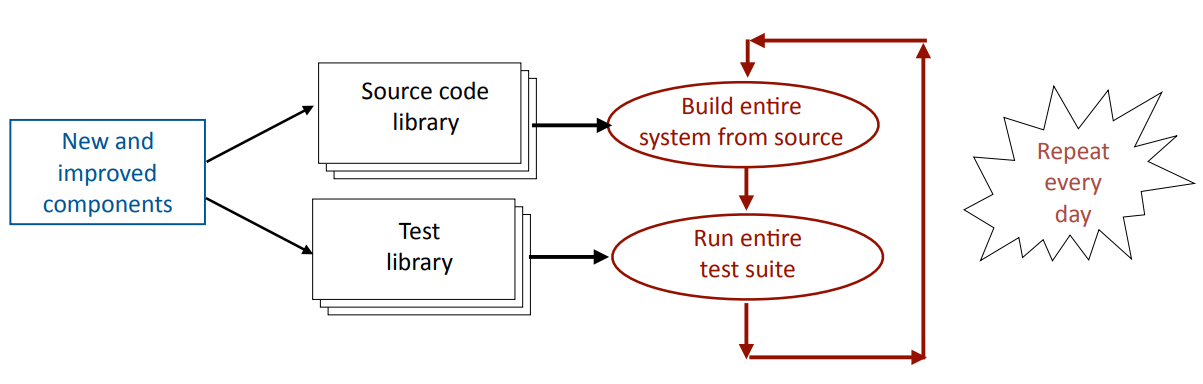 New and
improved
components
Source code
library
Test
library
Build entire
system from source
Run entire
test suite
Repeat
every
day